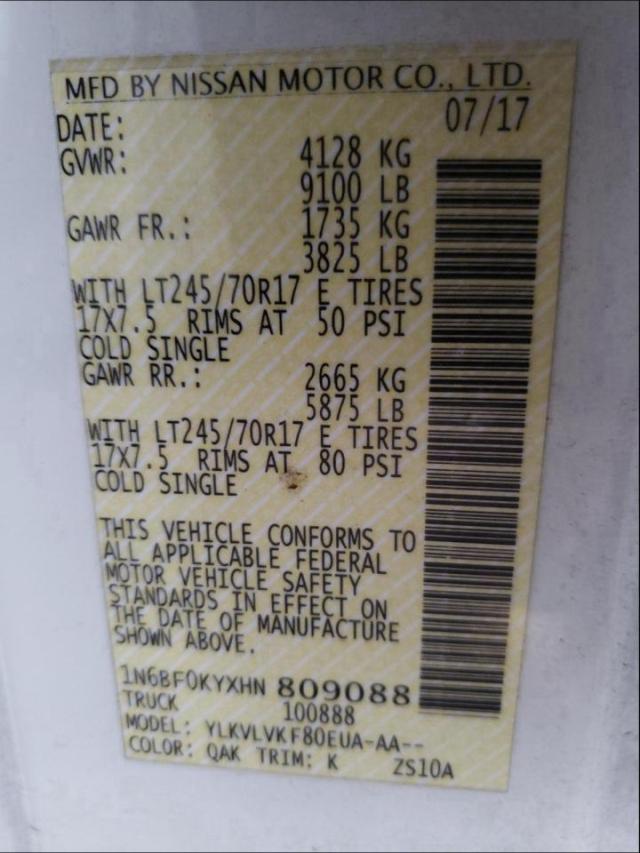 MFD BY NISSAN MOTOR CO., LTD.
DATE: 07/17
GVWR: 4128 KG
9100 LB
GAWR FR.: 1735 KG
3825 LB
WITH LT245/70R17 E TIRES
17X7.5 RIMS AT 50 PSI
COLD SINGLE
GAWR RR.: 2665 KG
5875 LB
WITH LT245/70R17 E TIRES
17X7.5 RIMS AT 80 PSI
COLD SINGLE
THIS VEHICLE CONFORMS TO
ALL APPLICABLE FEDERAL
MOTOR VEHICLE SAFETY
STANDARDS IN EFFECT ON
THE DATE OF MANUFACTURE
SHOWN ABOVE.
1N6BF0KYXHN 809088
TRUCK 100888
MODEL: YLKVLVKF80EUA-AA--
COLOR: QAK TRIM: K ZS10A